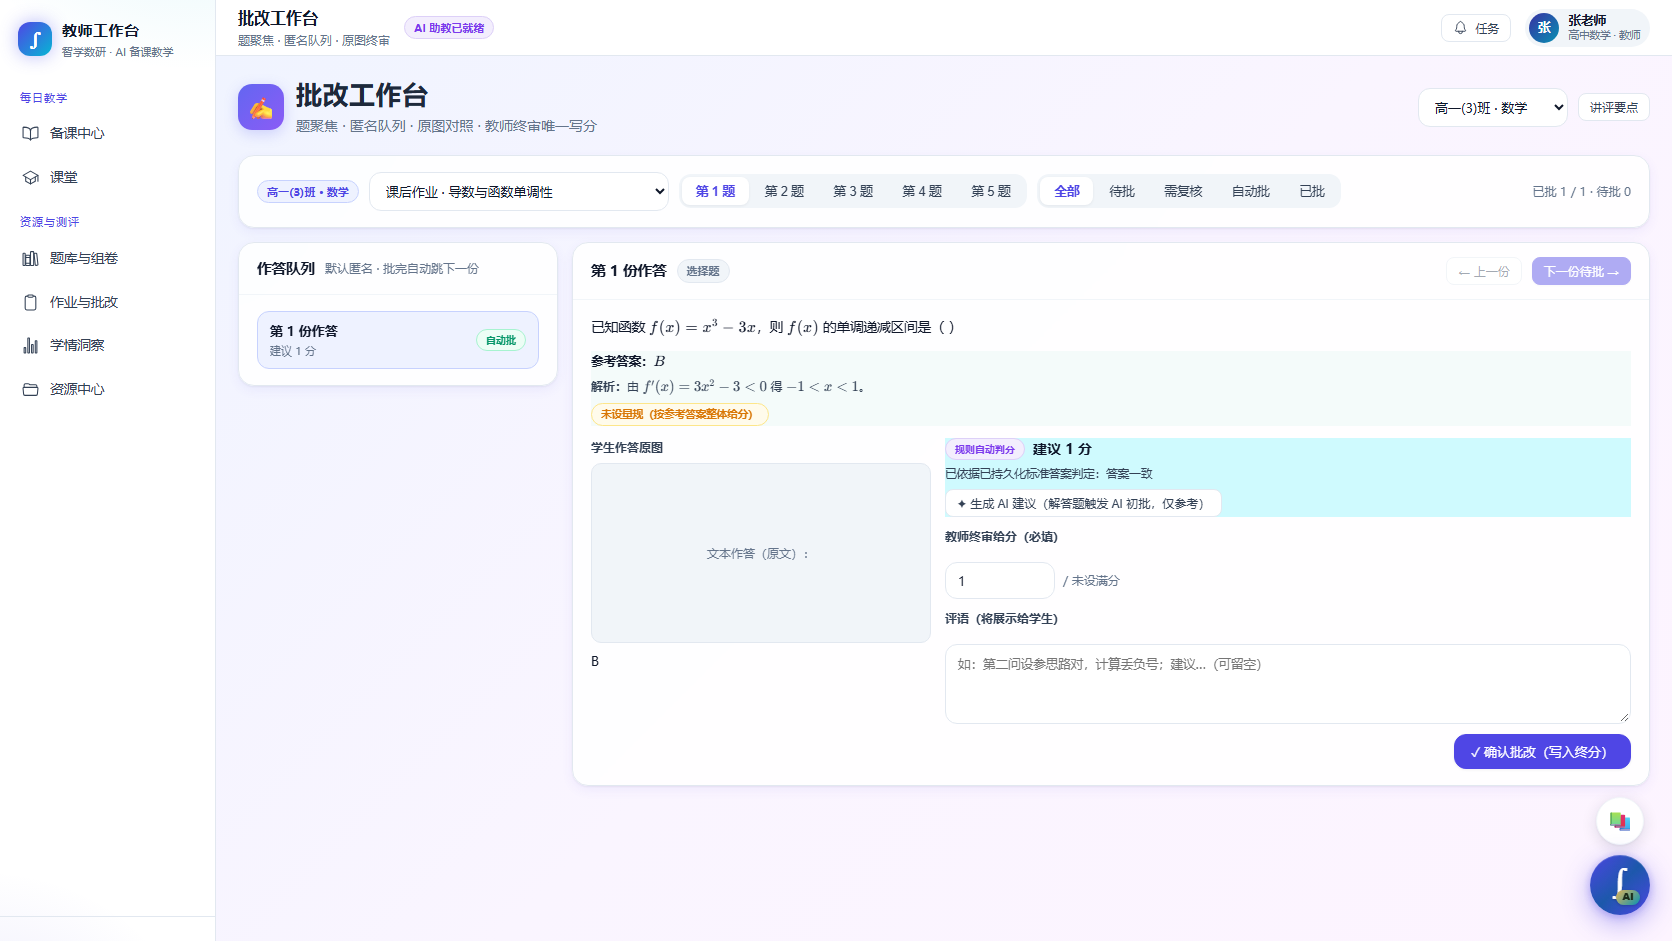 教师工作台
智学数研 · AI 备课教学
每日教学
备课中心
课堂
资源与测评
题库与组卷
作业与批改
学情洞察
资源中心
批改工作台
题聚焦 · 匿名队列 · 原图终审
AI 助教已就绪
任务
张
张老师
高中数学 · 教师
批改工作台
题聚焦 · 匿名队列 · 原图对照 · 教师终审唯一写分
高一(3)班 · 数学
讲评要点
高一(3)班 • 数学
课后作业 · 导数与函数单调性
第 1 题 第 2 题 第 3 题 第 4 题 第 5 题
全部 待批 需复核 自动批 已批
已批 1 / 1 · 待批 0
作答队列 默认匿名 · 批完自动跳下一份
第 1 份作答
建议 1 分
自动批
第 1 份作答 选择题
← 上一份
下一份待批 →
已知函数 f(x) = x³ − 3x，则 f(x) 的单调递减区间是（ ）
参考答案：B
解析：由 f′(x) = 3x² − 3 < 0 得 −1 < x < 1。
未设量规（按参考答案整体给分）
学生作答原图
文本作答（原文）：
B
规则自动判分 建议 1 分
已依据已持久化标准答案判定：答案一致
✦ 生成 AI 建议（解答题触发 AI 初批，仅参考）
教师终审给分（必填）
1 / 未设满分
评语（将展示给学生）
如：第二问设参思路对，计算丢负号；建议…（可留空）
✓ 确认批改（写入终分）
AI